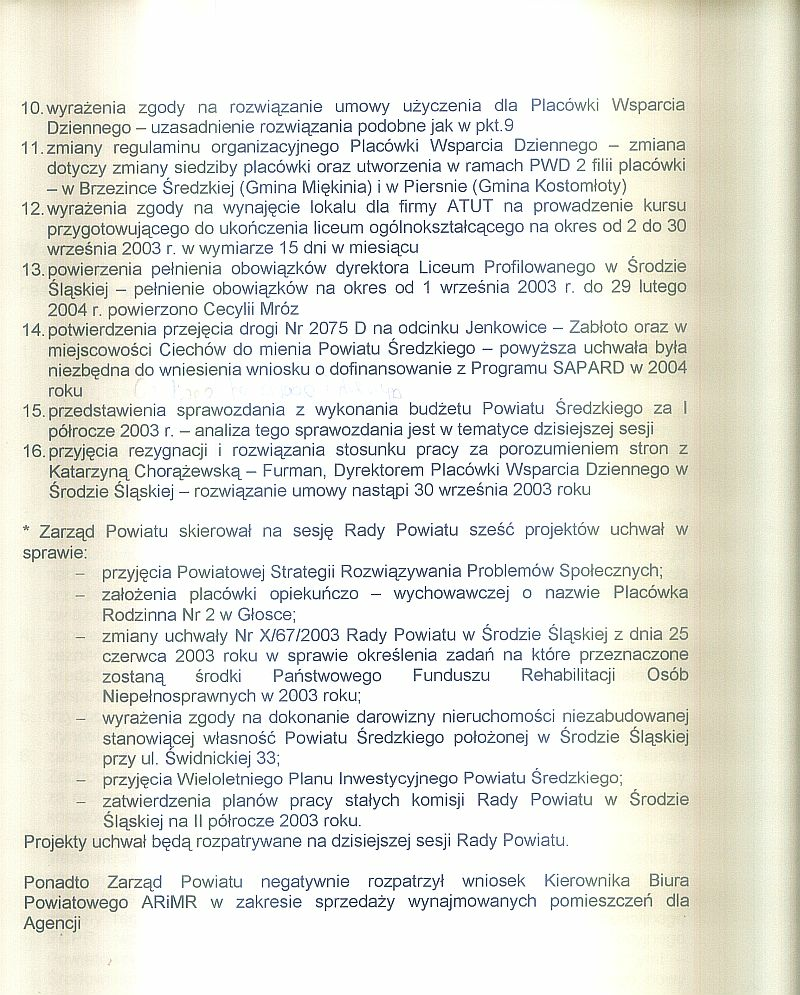 10. wyrażenia zgody na rozwiązanie umowy użyczenia dla Placówki Wsparcia
Dziennego – uzasadnienie rozwiązania podobne jak w pkt.9
11. zmiany regulaminu organizacyjnego Placówki Wsparcia Dziennego – zmiana
dotyczy zmiany siedziby placówki oraz utworzenia w ramach PWD 2 filii placówki
– w Brzezince Średzkiej (Gmina Miękinia) i w Piersnie (Gmina Kostomłoty)
12. wyrażenia zgody na wynajęcie lokalu dla firmy ATUT na prowadzenie kursu
przygotowującego do ukończenia liceum ogólnokształcącego na okres od 2 do 30
września 2003 r. w wymiarze 15 dni w miesiącu
13. powierzenia pełnienia obowiązków dyrektora Liceum Profilowanego w Środzie
Śląskiej – pełnienie obowiązków na okres od 1 września 2003 r. do 29 lutego
2004 r. powierzono Cecylii Mróz
14. potwierdzenia przejęcia drogi Nr 2075 D na odcinku Jenkowice – Zabłoto oraz w
miejscowości Ciechów do mienia Powiatu Średzkiego – powyższa uchwała była
niezbędna do wniesienia wniosku o dofinansowanie z Programu SAPARD w 2004
roku
15. przedstawienia sprawozdania z wykonania budżetu Powiatu Średzkiego za I
półrocze 2003 r. – analiza tego sprawozdania jest w tematyce dzisiejszej sesji
16. przyjęcia rezygnacji i rozwiązania stosunku pracy za porozumieniem stron z
Katarzyną Chorążewską – Furman, Dyrektorem Placówki Wsparcia Dziennego w
Środzie Śląskiej – rozwiązanie umowy nastąpi 30 września 2003 roku
* Zarząd Powiatu skierował na sesję Rady Powiatu sześć projektów uchwał w
sprawie:
– przyjęcia Powiatowej Strategii Rozwiązywania Problemów Społecznych;
– założenia placówki opiekuńczo – wychowawczej o nazwie Placówka
Rodzinna Nr 2 w Głosce;
– zmiany uchwały Nr X/67/2003 Rady Powiatu w Środzie Śląskiej z dnia 25
czerwca 2003 roku w sprawie określenia zadań na które przeznaczone
zostaną środki Państwowego Funduszu Rehabilitacji Osób
Niepełnosprawnych w 2003 roku;
– wyrażenia zgody na dokonanie darowizny nieruchomości niezabudowanej
stanowiącej własność Powiatu Średzkiego położonej w Środzie Śląskiej
przy ul. Świdnickiej 33;
– przyjęcia Wieloletniego Planu Inwestycyjnego Powiatu Średzkiego;
– zatwierdzenia planów pracy stałych komisji Rady Powiatu w Środzie
Śląskiej na II półrocze 2003 roku.
Projekty uchwał będą rozpatrywane na dzisiejszej sesji Rady Powiatu.
Ponadto Zarząd Powiatu negatywnie rozpatrzył wniosek Kierownika Biura
Powiatowego ARiMR w zakresie sprzedaży wynajmowanych pomieszczeń dla
Agencji